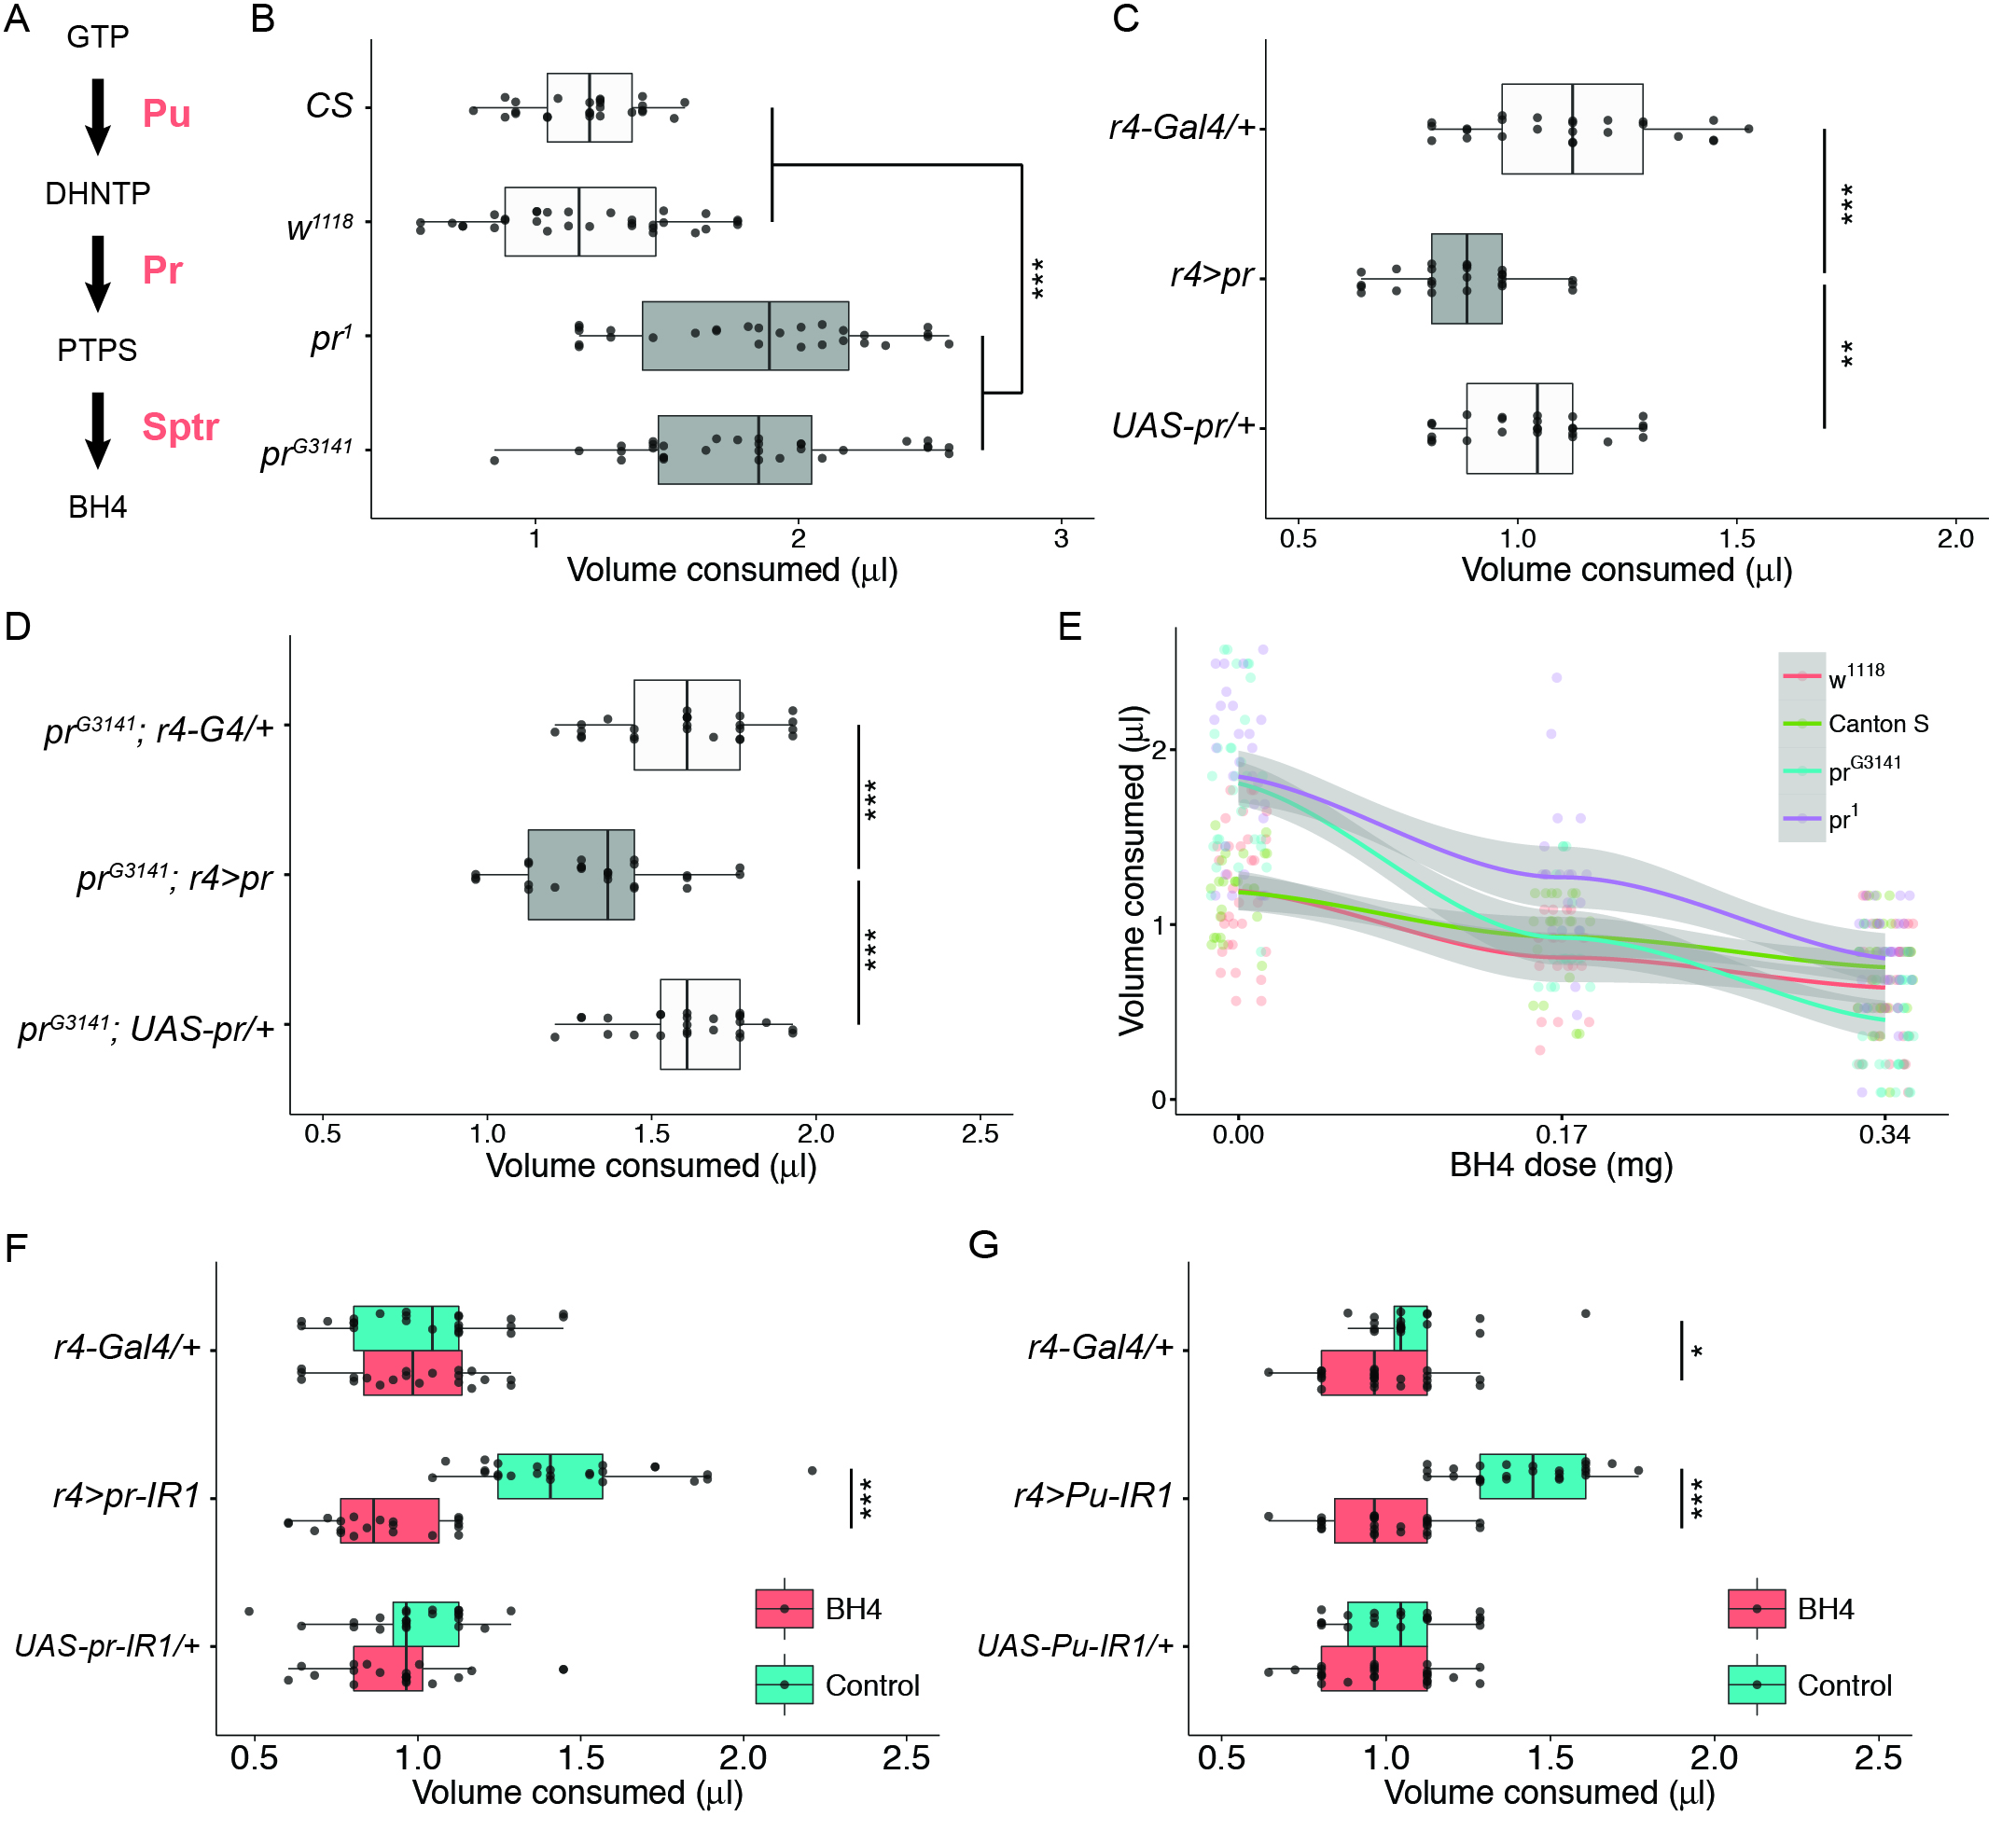 A
GTP
Pu
DHNTP
Pr
PTPS
Sptr
BH4
B
CS
w1118
pr1
prG3141
***
1 2 3
Volume consumed (μl)
C
r4-Gal4/+
r4>pr
UAS-pr/+
***
**
0.5 1.0 1.5 2.0
Volume consumed (μl)
D
prG3141; r4-G4/+
prG3141; r4>pr
prG3141; UAS-pr/+
***
***
0.5 1.0 1.5 2.0 2.5
Volume consumed (μl)
E
Volume consumed (μl)
2
1
0
w1118
Canton S
prG3141
pr1
0.00 0.17 0.34
BH4 dose (mg)
F
r4-Gal4/+
r4>pr-IR1
UAS-pr-IR1/+
***
BH4
Control
0.5 1.0 1.5 2.0 2.5
Volume consumed (μl)
G
r4-Gal4/+
r4>Pu-IR1
UAS-Pu-IR1/+
*
***
BH4
Control
0.5 1.0 1.5 2.0 2.5
Volume consumed (μl)